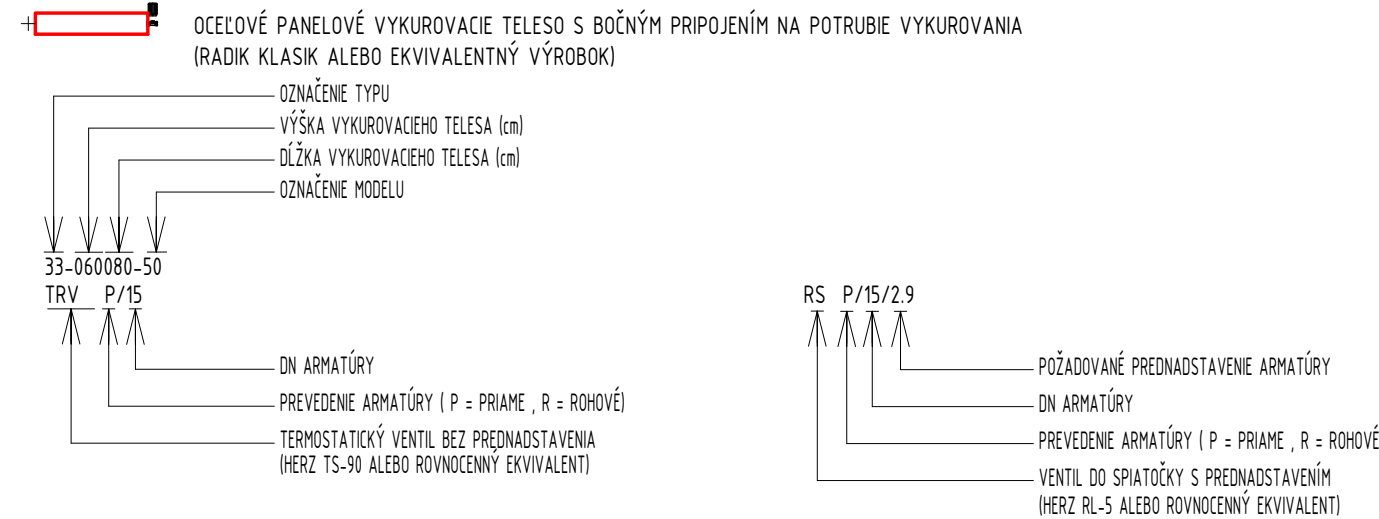 OCEĽOVÉ PANELOVÉ VYKUROVACIE TELESO S BOČNÝM PRIPOJENÍM NA POTRUBIE VYKUROVANIA
(RADIK KLASIK ALEBO EKVIVALENTNÝ VÝROBOK)
OZNAČENIE TYPU
VÝŠKA VYKUROVACIEHO TELESA (cm)
DĹŽKA VYKUROVACIEHO TELESA (cm)
OZNAČENIE MODELU
33-060080-50
TRV P/15
DN ARMATÚRY
PREVEDENIE ARMATÚRY ( P = PRIAME , R = ROHOVÉ)
TERMOSTATICKÝ VENTIL BEZ PREDNADSTAVENIA
(HERZ TS-90 ALEBO ROVNOCENNÝ EKVIVALENT)
RS P/15/2.9
POŽADOVANÉ PREDNADSTAVENIE ARMATÚRY
DN ARMATÚRY
PREVEDENIE ARMATÚRY ( P = PRIAME , R = ROHOVÉ
VENTIL DO SPIATOČKY S PREDNADSTAVENÍM
(HERZ RL-5 ALEBO ROVNOCENNÝ EKVIVALENT)